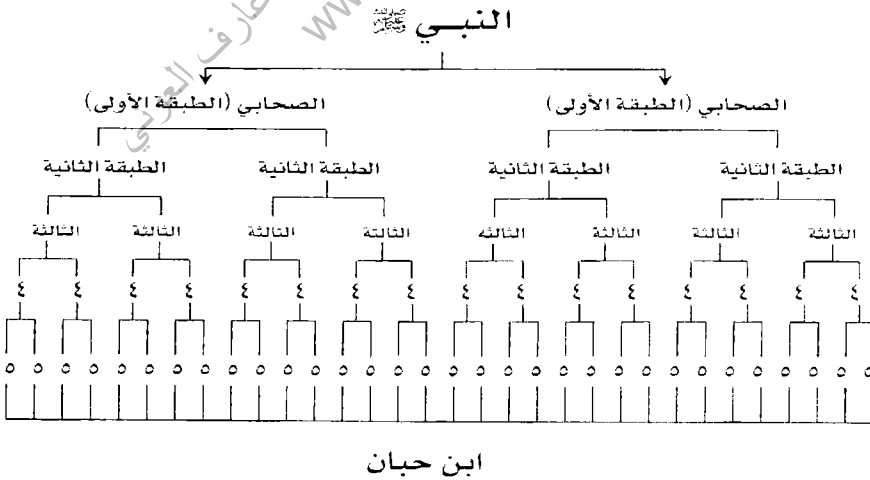 النبي ﷺ
الصحابي (الطبقة الأولى) الصحابي (الطبقة الأولى)
الطبقة الثانية الطبقة الثانية الطبقة الثانية الطبقة الثانية
الثالثة الثالثة الثالثة الثالثه الثالثة الثالثة الثالثة الثالثة
٤ ٤ ٤ ٤ ٤ ٤ ٤ ٤ ٤ ٤ ٤ ٤ ٤ ٤ ٤ ٤
٥ ٥ ٥ ٥ ٥ ٥ ٥ ٥ ٥ ٥ ٥ ٥ ٥ ٥ ٥ ٥ ٥ ٥ ٥ ٥ ٥ ٥ ٥ ٥ ٥ ٥ ٥ ٥ ٥ ٥ ٥ ٥
ابن حبان
العربي